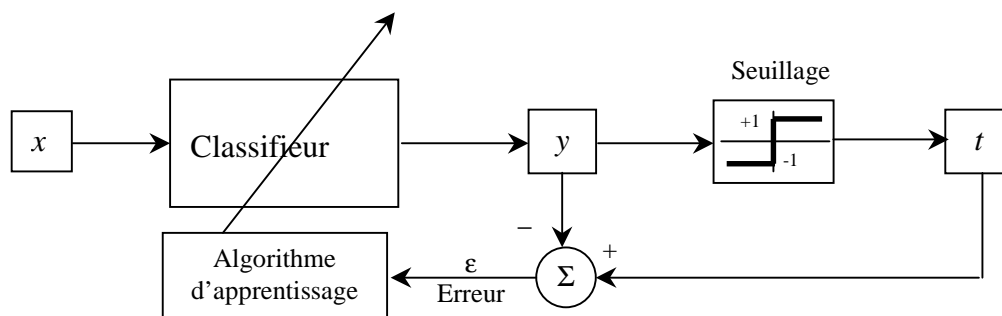 Seuillage
x
Classifieur
y
+1
-1
t
−
+
Algorithme
d'apprentissage
ε
Erreur
Σ